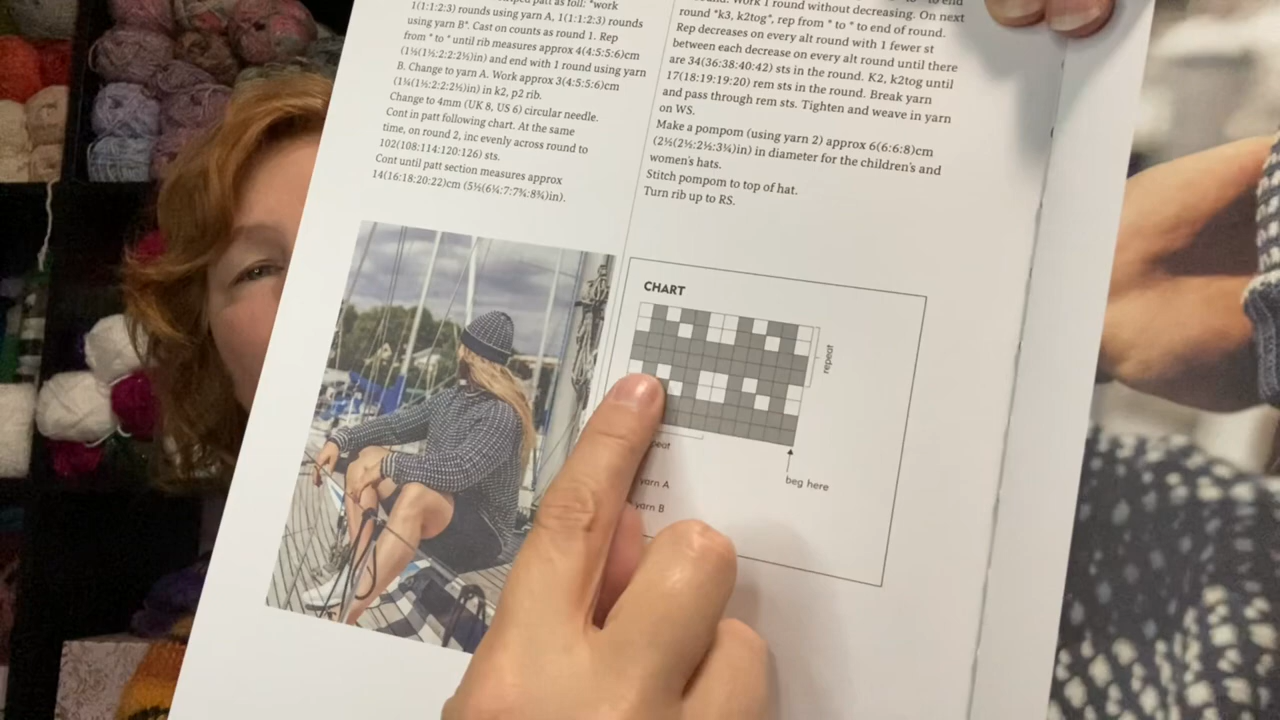 1(1:1:2:3) rounds using yarn A, 1(1:1:2:3) rounds
using yarn B*. Cast on counts as round 1. Rep
from * to * until rib measures approx 4(4:5:5:6)cm
(1½(1½:2:2:2½)in) and end with 1 round using yarn
B. Change to yarn A. Work approx 3(4:5:5:6)cm
(1¼(1½:2:2:2½)in) in k2, p2 rib.
Change to 4mm (UK 8, US 6) circular needle.
Cont in patt following chart. At the same
time, on round 2, inc evenly across round to
102(108:114:120:126) sts.
Cont until patt section measures approx
14(16:18:20:22)cm (5½(6¼:7:7¾:8¾)in).
Work 1 round without decreasing. On next
round *k3, k2tog*, rep from * to * end of round.
Rep decreases on every alt round with 1 fewer st
between each decrease on every alt round until there
are 34(36:38:40:42) sts in the round. K2, k2tog until
17(18:19:19:20) rem sts in the round. Break yarn
and pass through rem sts. Tighten and weave in yarn
on WS.
Make a pompom (using yarn 2) approx 6(6:6:8)cm
(2½(2½:2½:3¼)in) in diameter for the children's and
women's hats.
Stitch pompom to top of hat.
Turn rib up to RS.
CHART
repeat
beg here
yarn A
yarn B